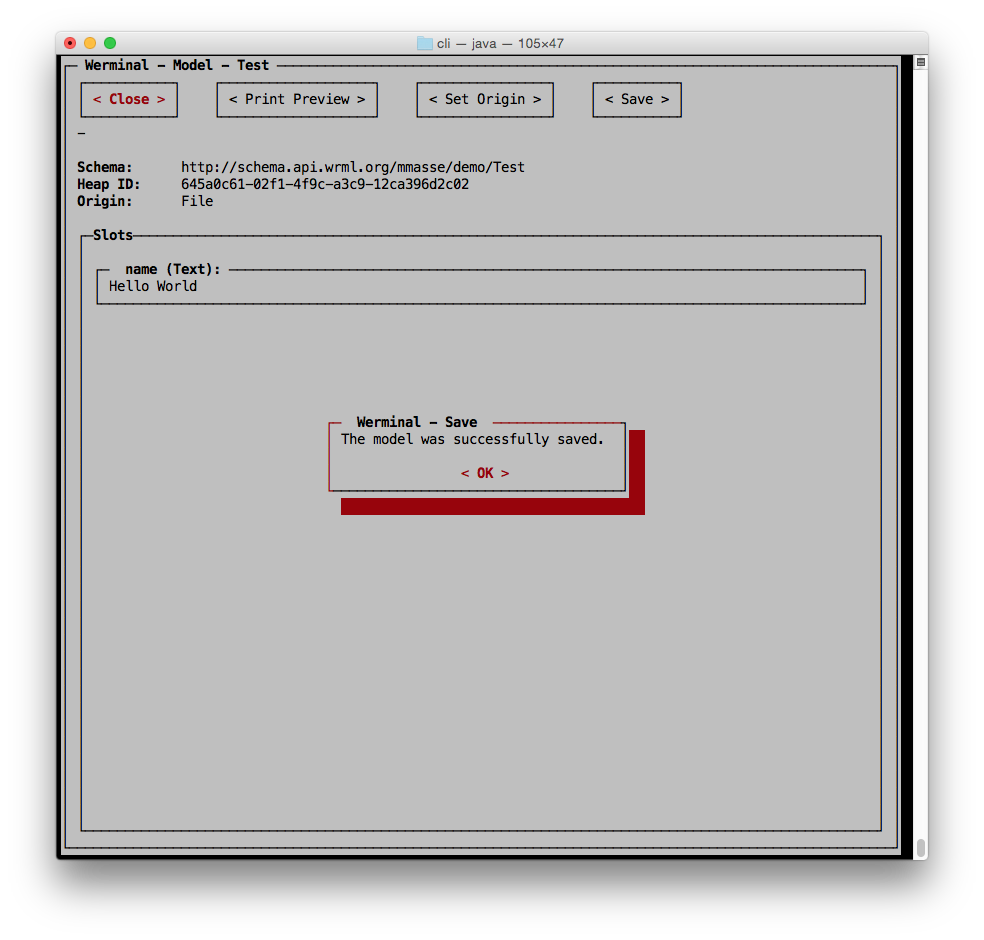 cli — java — 105×47
Werminal - Model - Test
< Close > < Print Preview > < Set Origin > < Save >
Schema: http://schema.api.wrml.org/mmasse/demo/Test
Heap ID: 645a0c61-02f1-4f9c-a3c9-12ca396d2c02
Origin: File
Slots
name (Text):
Hello World
Werminal - Save
The model was successfully saved.
< OK >